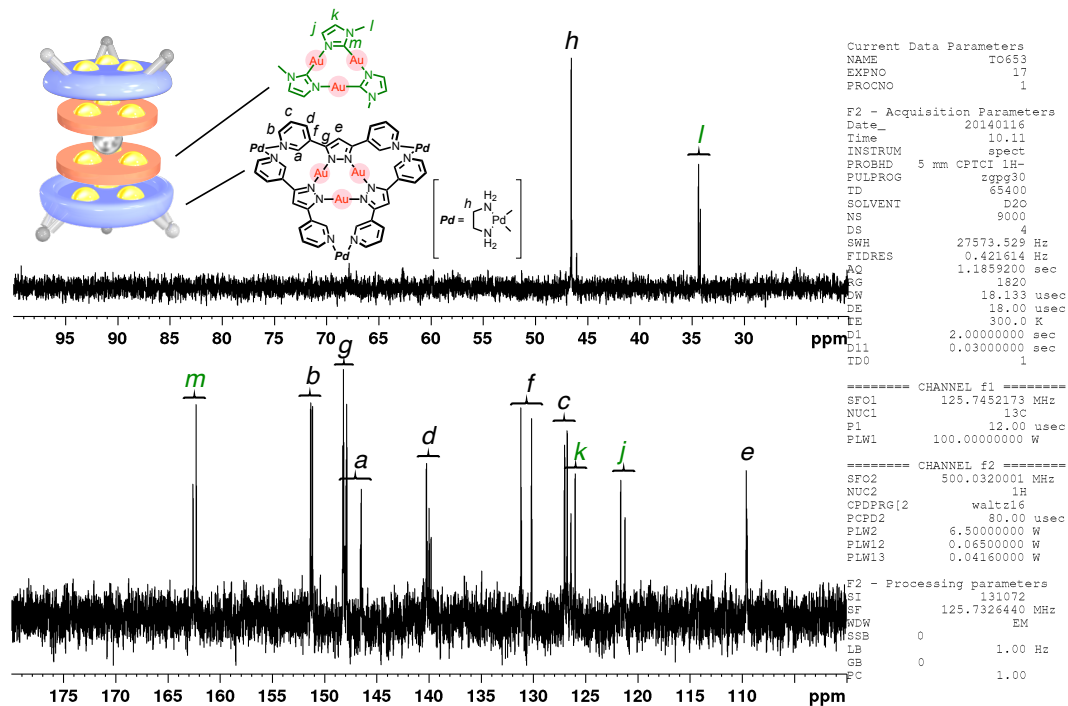 k
j
l
N
N
m
Au
Au
N
N
Au
N
N
c
d
b
f
e
a
g
Pd
N
N
N
Pd
N
N
N
Au
Au
N
N
N
Au
N
N
N
Pd
h
H2
N
Pd =
Pd
N
H2
h
l
95 85 75 65 55 45 40 35 30 ppm
m
b
g
a
d
f
c
k
j
e
175 165 155 150 145 140 135 130 125 120 115 110 ppm
Current Data Parameters
NAME TO653
EXPNO 17
PROCNO 1
F2 - Acquisition Parameters
Date_ 20140116
Time 10.11
INSTRUM spect
PROBHD 5 mm CPTCI 1H-
PULPROG zgpg30
TD 65400
SOLVENT D2O
NS 9000
DS 4
SWH 27573.529 Hz
FIDRES 0.421614 Hz
AQ 1.1859200 sec
RG 1820
DW 18.133 usec
DE 18.00 usec
TE 300.0 K
D1 2.00000000 sec
D11 0.03000000 sec
TD0 1
======== CHANNEL f1 ========
SFO1 125.7452173 MHz
NUC1 13C
P1 12.00 usec
PLW1 100.00000000 W
======== CHANNEL f2 ========
SFO2 500.0320001 MHz
NUC2 1H
CPDPRG[2 waltz16
PCPD2 80.00 usec
PLW2 6.50000000 W
PLW12 0.06500000 W
PLW13 0.04160000 W
F2 - Processing parameters
SI 131072
SF 125.7326440 MHz
WDW EM
SSB 0
LB 1.00 Hz
GB 0
PC 1.00